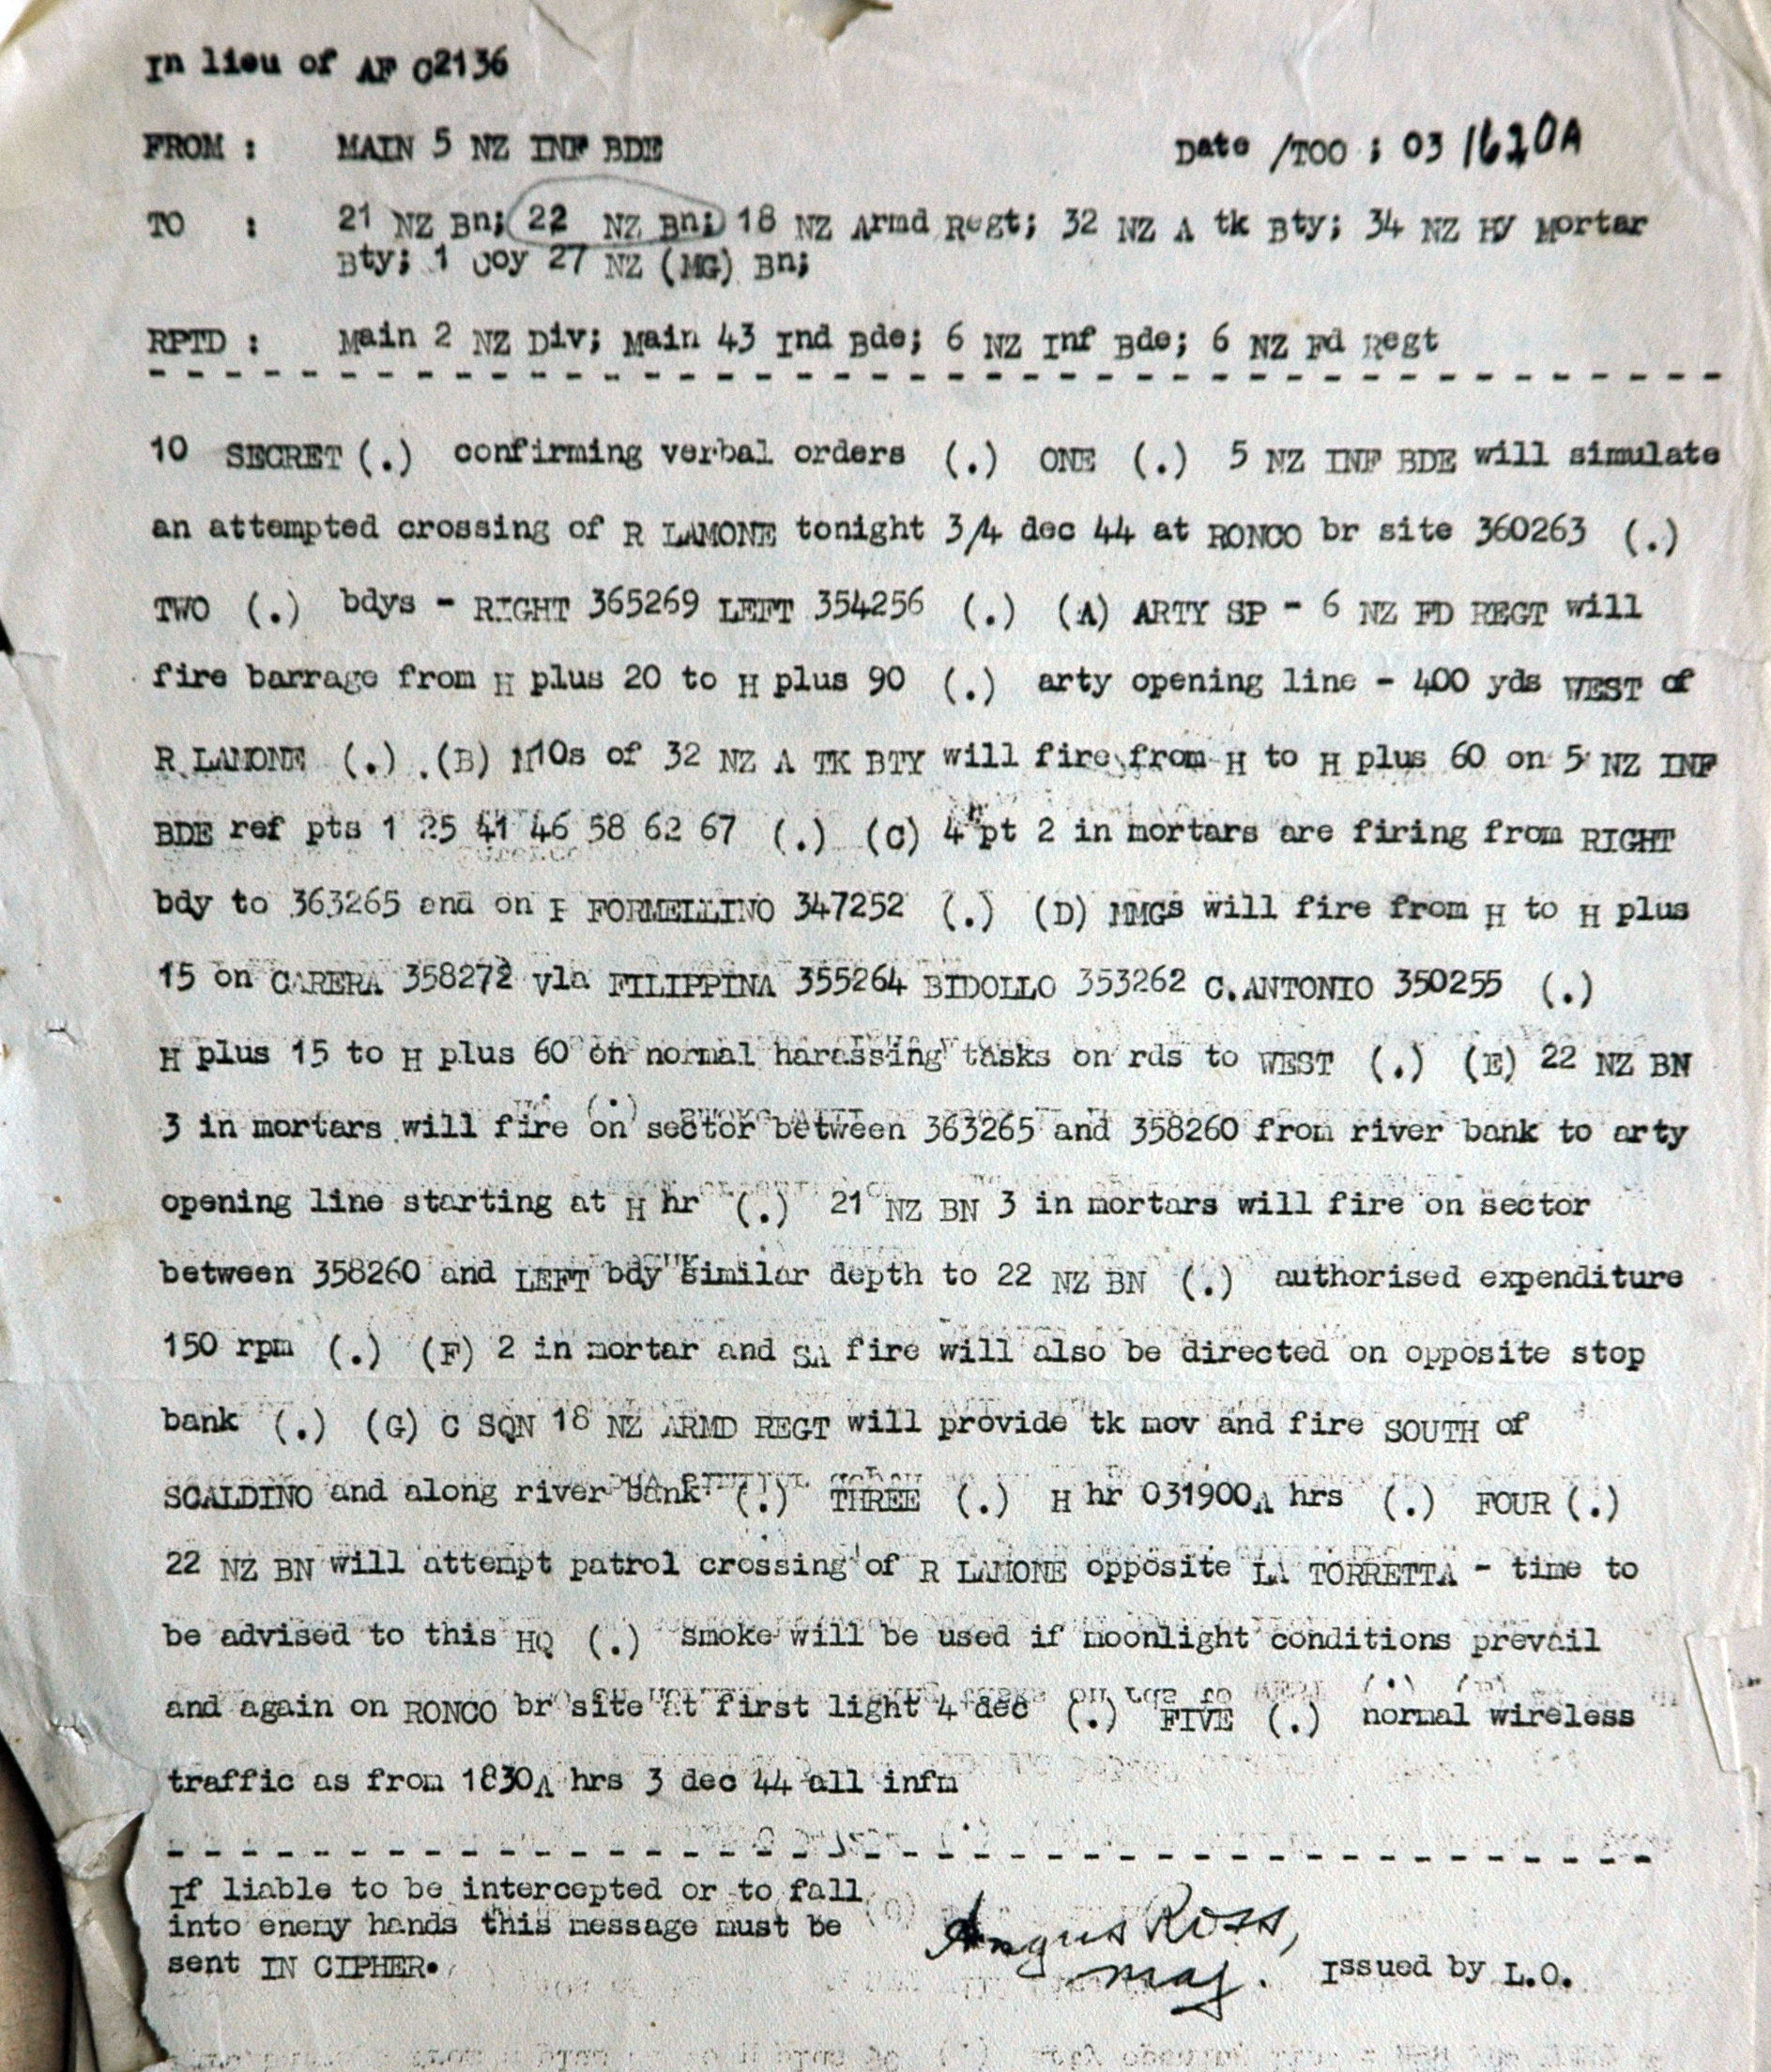 In lieu of AF C2136
FROM : MAIN 5 NZ INF BDE Date /TOO : 03 1620A
TO : 21 NZ Bn; 22 NZ Bn; 18 NZ Armd Regt; 32 NZ A tk Bty; 34 NZ Hy Mortar
Bty; 1 Coy 27 NZ (MG) Bn;
RPTD : Main 2 NZ Div; Main 43 Ind Bde; 6 NZ Inf Bde; 6 NZ Fd Regt
10 SECRET (.) confirming verbal orders (.) ONE (.) 5 NZ INF BDE will simulate
an attempted crossing of R LAMONE tonight 3/4 dec 44 at RONCO br site 360263 (.)
TWO (.) bdys - RIGHT 365269 LEFT 354256 (.) (A) ARTY SP - 6 NZ FD REGT will
fire barrage from H plus 20 to H plus 90 (.) arty opening line - 400 yds WEST of
R LAMONE (.) (B) M10s of 32 NZ A TK BTY will fire from H to H plus 60 on 5 NZ INF
BDE ref pts 1 25 41 46 58 62 67 (.) (C) 4 pt 2 in mortars are firing from RIGHT
bdy to 363265 and on F FORMELLINO 347252 (.) (D) MMGs will fire from H to H plus
15 on CARERA 358272 Vla FILIPPINA 355264 BIDOLLO 353262 C.ANTONIO 350255 (.)
H plus 15 to H plus 60 on normal harassing tasks on rds to WEST (.) (E) 22 NZ BN
3 in mortars will fire on sector between 363265 and 358260 from river bank to arty
opening line starting at H hr (.) 21 NZ BN 3 in mortars will fire on sector
between 358260 and LEFT bdy similar depth to 22 NZ BN (.) authorised expenditure
150 rpm (.) (F) 2 in mortar and SA fire will also be directed on opposite stop
bank (.) (G) C SQN 18 NZ ARMD REGT will provide tk mov and fire SOUTH of
SCALDINO and along river bank (.) THREE (.) H hr 031900A hrs (.) FOUR (.)
22 NZ BN will attempt patrol crossing of R LAMONE opposite LA TORRETTA - time to
be advised to this HQ (.) smoke will be used if moonlight conditions prevail
and again on RONCO br site at first light 4 dec (.) FIVE (.) normal wireless
traffic as from 1830A hrs 3 dec 44 all infm
If liable to be intercepted or to fall
into enemy hands this message must be
sent IN CIPHER.
Angus Ross,
Maj. Issued by L.O.